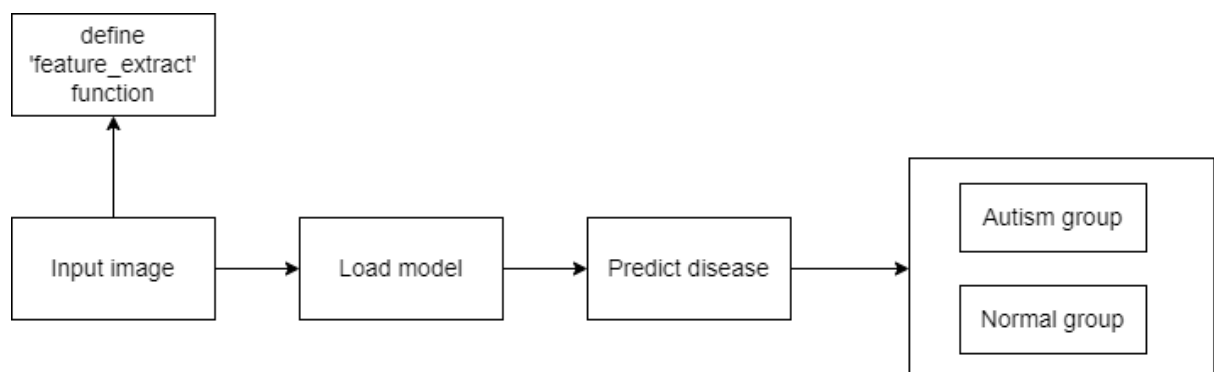 define
'feature_extract'
function
Input image
Load model
Predict disease
Autism group
Normal group